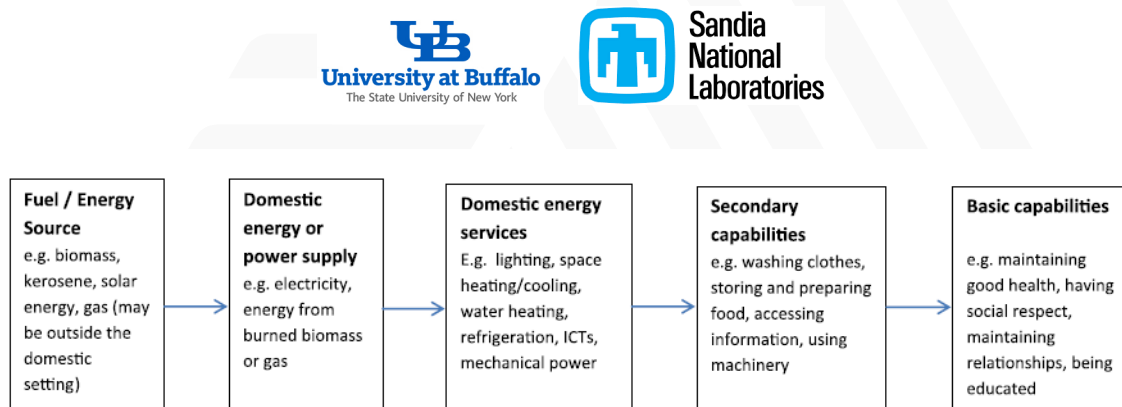 UB
University at Buffalo
The State University of New York
Sandia
National
Laboratories
Fuel / Energy
Source
e.g. biomass,
kerosene, solar
energy, gas (may
be outside the
domestic
setting)
Domestic
energy or
power supply
e.g. electricity,
energy from
burned biomass
or gas
Domestic energy
services
E.g. lighting, space
heating/cooling,
water heating,
refrigeration, ICTs,
mechanical power
Secondary
capabilities
e.g. washing clothes,
storing and preparing
food, accessing
information, using
machinery
Basic capabilities
e.g. maintaining
good health, having
social respect,
maintaining
relationships, being
educated